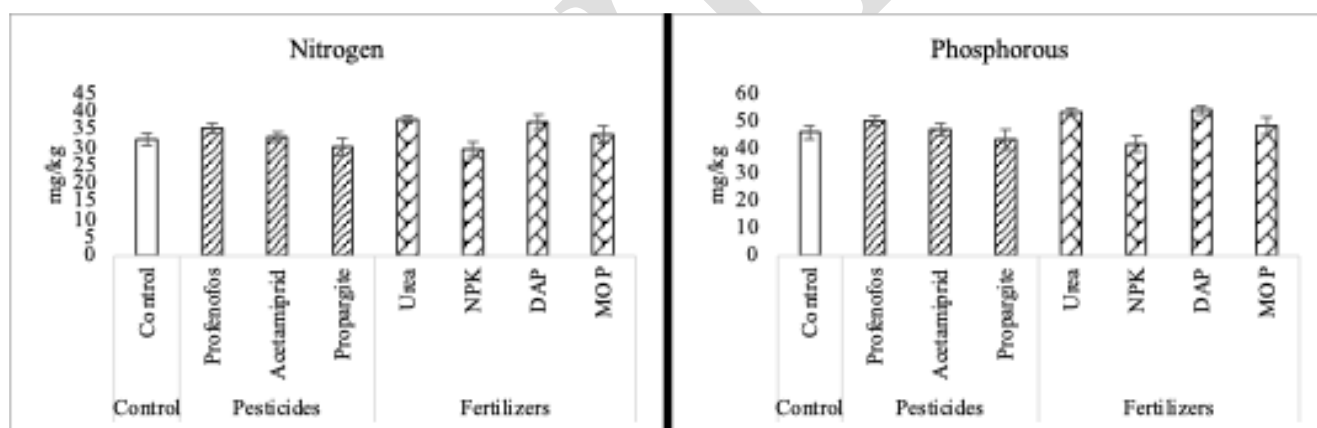 Nitrogen
45
40
35
30
25
20
15
10
5
0
mg/kg
Control
Profenofos
Acetamiprid
Propargite
Urea
NPK
DAP
MOP
Control
Pesticides
Fertilizers
Phosphorous
60
50
40
30
20
10
0
mg/kg
Control
Profenofos
Acetamiprid
Propargite
Urea
NPK
DAP
MOP
Control
Pesticides
Fertilizers